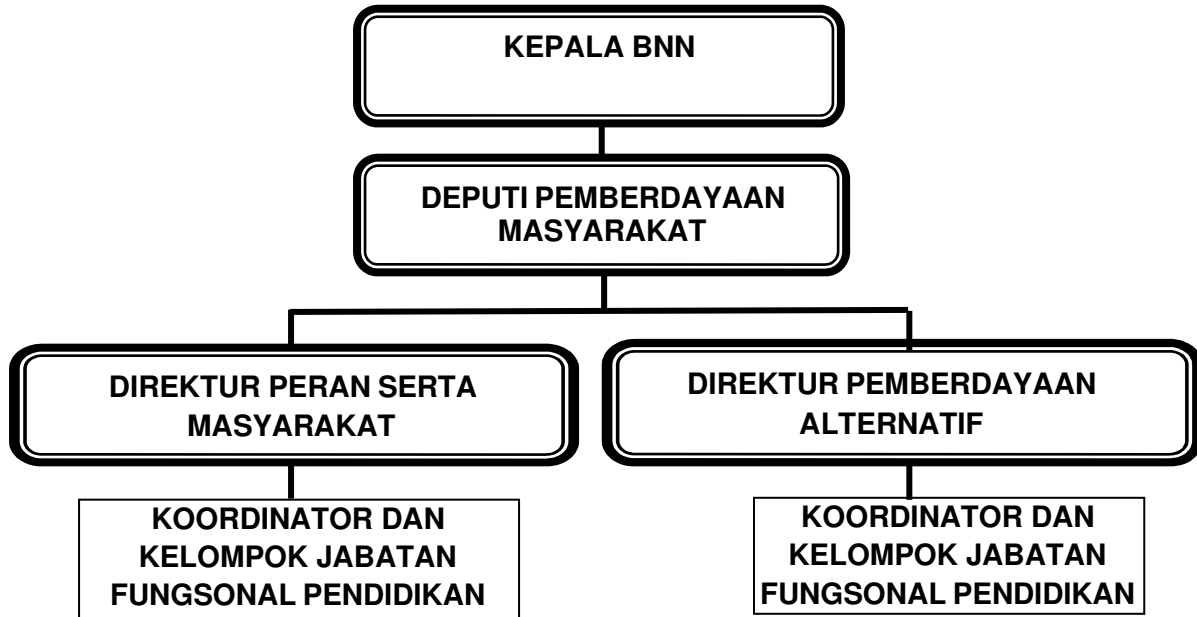 KEPALA BNN
DEPUTI PEMBERDAYAAN
MASYARAKAT
DIREKTUR PERAN SERTA
MASYARAKAT
DIREKTUR PEMBERDAYAAN
ALTERNATIF
KOORDINATOR DAN
KELOMPOK JABATAN
FUNGSONAL PENDIDIKAN
KOORDINATOR DAN
KELOMPOK JABATAN
FUNGSONAL PENDIDIKAN